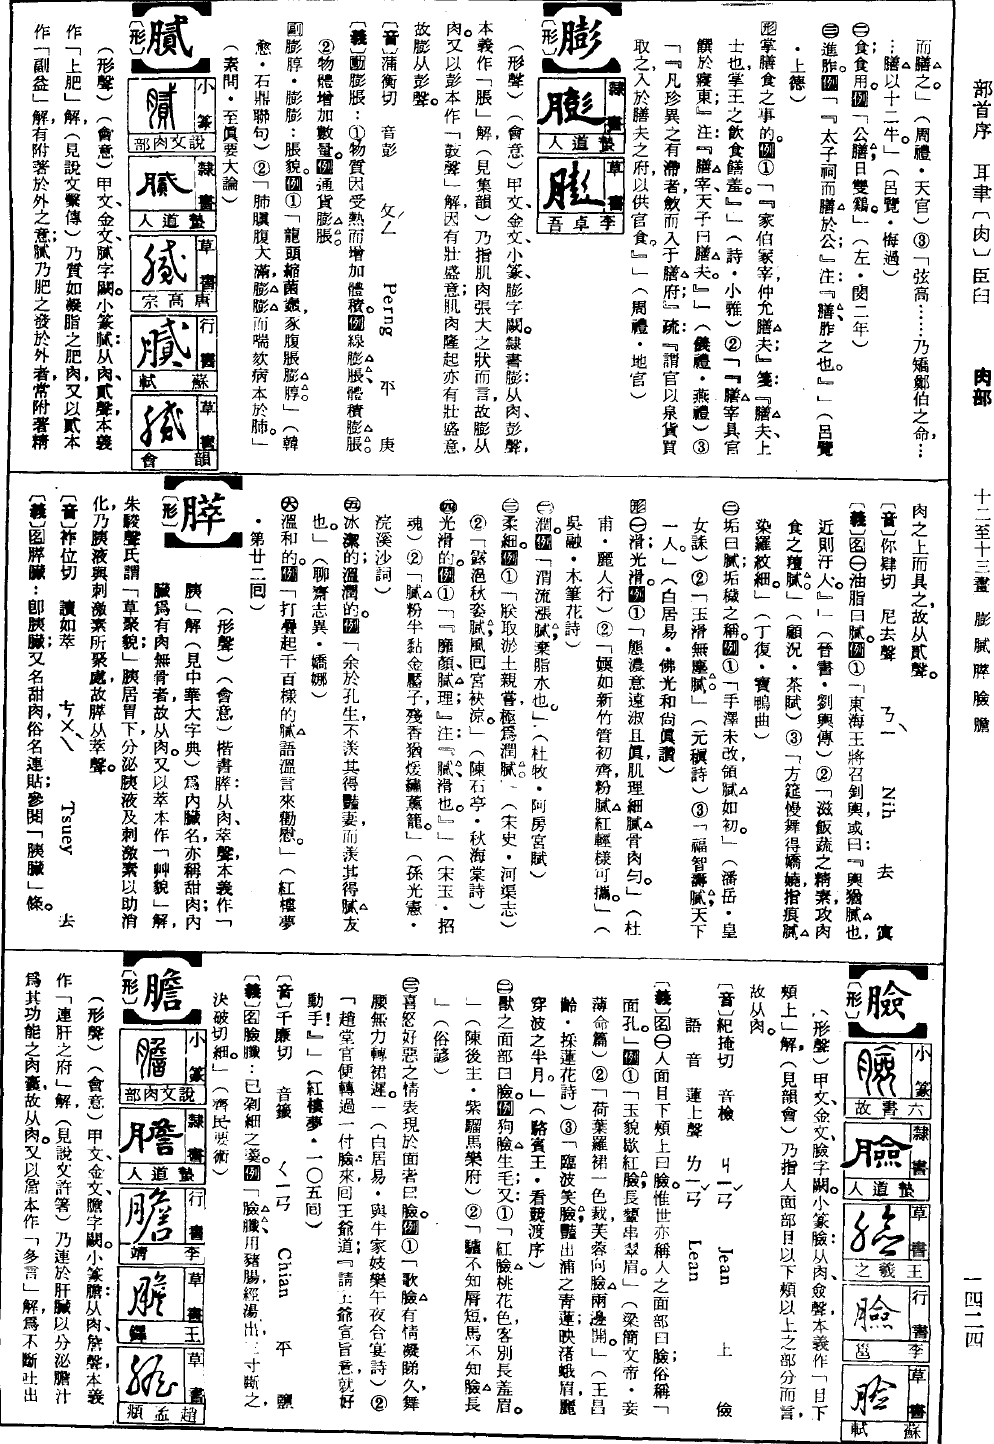 部首序 耳聿〔肉〕臣臼 肉部 十二至十三畫 膨膩膵臉膽 一四二四
而膳之。」（周禮・天官）③「弦高……乃矯鄭伯之命…
…膳以十二牛。」（呂覽・悔過）
㊁食；食用。例「公膳日雙雞。」（左・閔二年）
㊂進胙。例「『太子祠而膳於公。』注：『膳，胙之也。』」（呂覽
・上德）
形掌膳食之事的。例①「『家伯冢宰，仲允膳夫。』箋：『膳夫、上
士也，掌王之飲食膳羞。』」（詩・小雅）②「『膳宰具官
饌於寢東。』注：『膳宰、天子曰膳夫。』」（儀禮・燕禮）③
「『凡珍異之有滯者，斂而入于膳府。』疏：『謂官以泉貨買
取之，入於膳夫之府，以供官食。』」（周禮・地官）
膨
〔形〕
隸書 蟄道人
草書 李卓吾
（形聲）（會意）甲文、金文、小篆膨字闕。隸書膨：从肉、彭聲，
本義作「脹」解（見集韻），乃指肌肉張大之狀而言，故膨从
肉。又以彭本作「鼓聲」解，因有壯盛意；肌肉隆起亦有壯盛意，
故膨从彭聲。
〔音〕蒲衡切 音彭 ㄆㄥ Perng 平 庚
〔義〕動膨脹：①物質因受熱而增加體積。例線膨脹，體積膨脹。
②物體增加數量。例通貨膨脹。
副膨脝，膨膨：脹貌。例①「龍頭縮菌蠢，豕腹脹膨脝。」（韓
愈・石鼎聯句）②「肺腹大滿，膨膨而喘欬，病本於肺。」
（素問・至眞要大論）
膩
〔形〕
小篆 說文肉部
隸書 蟄道人
草書 唐高宗
行書 蘇軾
草書 韻會
（形聲）（會意）甲文、金文膩字闕。小篆膩：从肉、貳聲，本義
作「上肥」解（見說文繫傳），乃質如凝脂之肥肉。又以貳本
作「副益」解，有附著於外之意；膩乃肥之發於外者，常附著精
肉之上而具之，故从貳聲。
〔音〕你肄切 尼去聲 ㄋㄧˋ Nih 去 寘
〔義〕名㊀油脂曰膩。例①「東海王將召劉輿，或曰『輿猶膩也，
近則汙人。』」（晉書・劉輿傳）②「滋飯蔬之精素，攻肉
食之羶膩。」（顧況・茶賦）③「方筵慢舞得嬌嬈，指痕膩
染羅紋細。」（丁復・寶鴨曲）
㊁垢曰膩，垢穢之稱。例①「手澤未改，領膩如初。」（潘岳・皇
女誄）②「玉滑無塵膩。」（元稹詩）③「福智壽膩，天下
一人。」（白居易・佛光和尙眞讚）
形㊀滑；光滑。例①「態濃意遠淑且眞，肌理細膩骨肉勻。」（杜
甫・麗人行）②「媆如新竹管初齊，粉膩紅輕樣可攜。」（
吳融・木筆花詩）
㊁潤。例「渭流漲膩，棄脂水也。」（杜牧・阿房宮賦）
㊂柔細。例①「朕取淤土親嘗，極爲潤膩。」（宋史・河渠志）
②「露浥秋姿膩，風回宮袂涼。」（陳石亭・秋海棠詩）
㊃光滑的。例①「『靡顏膩理。』注：『膩、滑也。』」（宋玉・招
魂）②「膩粉半黏金靨子，殘香猶煖繡薰籠。」（孫光憲・
浣溪沙詞）
㊄冰潔的；溫潤的。例「余於孔生，不羡其得豔妻，而羡其得膩友
也。」（聊齋志異・嬌娜）
㊅溫和的。例「打疊起千百樣的膩語溫言來勸慰。」（紅樓夢
・第廿二回）
膵
〔形〕
（形聲）（會意）楷書膵：从肉、萃聲，本義作「
胰」解（見中華大字典），爲內臟名，亦稱甜肉；內
臟爲有肉無骨者，故从肉。又以萃本作「艸貌」解，
朱駿聲氏謂「草聚貌」；胰居胃下，分泌胰液及刺激素以助消
化，乃胰液與刺激素所聚處，故膵从萃聲。
〔音〕祚位切 讀如萃 ㄘㄨㄟˋ Tsuey 去
〔義〕名膵臟：即胰臟，又名甜肉，俗名連貼，參閱「胰臟」條。
臉
〔形〕
小篆 六書故
隸書 蟄道人
草書 王羲之
行書 李邕
草書 蘇軾
（形聲）甲文、金文臉字闕。小篆臉：从肉、僉聲，本義作「目下
頰上」解（見韻會），乃指人面部目以下頰以上之部分而言，
故从肉。
〔音〕紀掩切 音檢 ㄐㄧㄢˇ Jean 上 儉
語音 蓮上聲 ㄌㄧㄢˇ Lean
〔義〕名㊀人面目下頰上曰臉；惟世亦稱人之面部曰臉，俗稱「
面孔。」例①「玉貌歇紅臉，長顰串翠眉。」（梁簡文帝・妾
薄命篇）②「荷葉羅裙一色裁，芙蓉向臉兩邊開。」（王昌
齡・採蓮花詩）③「臨波笑臉，豔出浦之青蓮；映渚蛾眉，麗
穿波之半月。」（駱賓王・看競渡序）
㊁獸之面部曰臉。例狗臉生毛。又：①「紅臉桃花色，客別長羞眉。
」（陳後主・紫騮馬樂府）②「驢不知脣短，馬不知臉長。
」（俗諺）
㊂喜怒好惡之情表現於面者曰臉。例①「歌臉有情凝睇久，舞
腰無力轉裙遲。」（白居易・與牛家妓樂午夜合宴詩）②
「趙堂官便轉過一付臉來，回王爺道：『請王爺宣旨意，就好
動手！』」（紅樓夢・一〇五回）
〔音〕千廉切 音籤 ㄑㄧㄢ Chian 平 鹽
〔義〕名臉臘：已剁細之羹。例「臉臘用豬腸，經湯出，三寸斷之，
決破切細。」（齊民要術）
膽
〔形〕
小篆 說文肉部
隸書 蟄道人
行書 李靖
草書 王鐸
草書 趙孟頫
（形聲）（會意）甲文、金文、膽字闕。小篆膽：从肉、詹聲，本義
作「連肝之府」解（見說文許箸），乃連於肝臟以分泌膽汁
爲其功能之肉囊，故从肉。又以詹本作「多言」解，爲不斷吐出